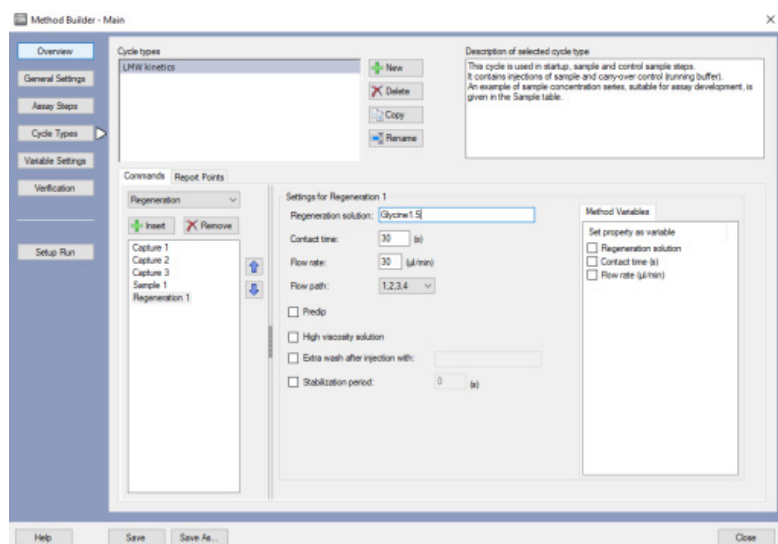 Method Builder - Main
Overview
General Settings
Assay Steps
Cycle Types
Variable Settings
Verification
Setup Run
Cycle types
LMW kinetics
New
Delete
Copy
Rename
Description of selected cycle type
This cycle is used in startup, sample and control sample steps.
It contains injections of sample and carry-over control (running buffer).
An example of sample concentration series, suitable for assay development, is
given in the Sample table.
Commands
Report Points
Regeneration
Insert
Remove
Capture 1
Capture 2
Capture 3
Sample 1
Regeneration 1
Settings for Regeneration 1
Regeneration solution: Glycine1.5
Contact time: 30 (s)
Flow rate: 30 (µl/min)
Flow path: 1,2,3,4
Predip
High viscosity solution
Extra wash after injection with:
Stabilization period: 0 (s)
Method Variables
Set property as variable
Regeneration solution
Contact time (s)
Flow rate (µl/min)
Help
Save
Save As...
Close